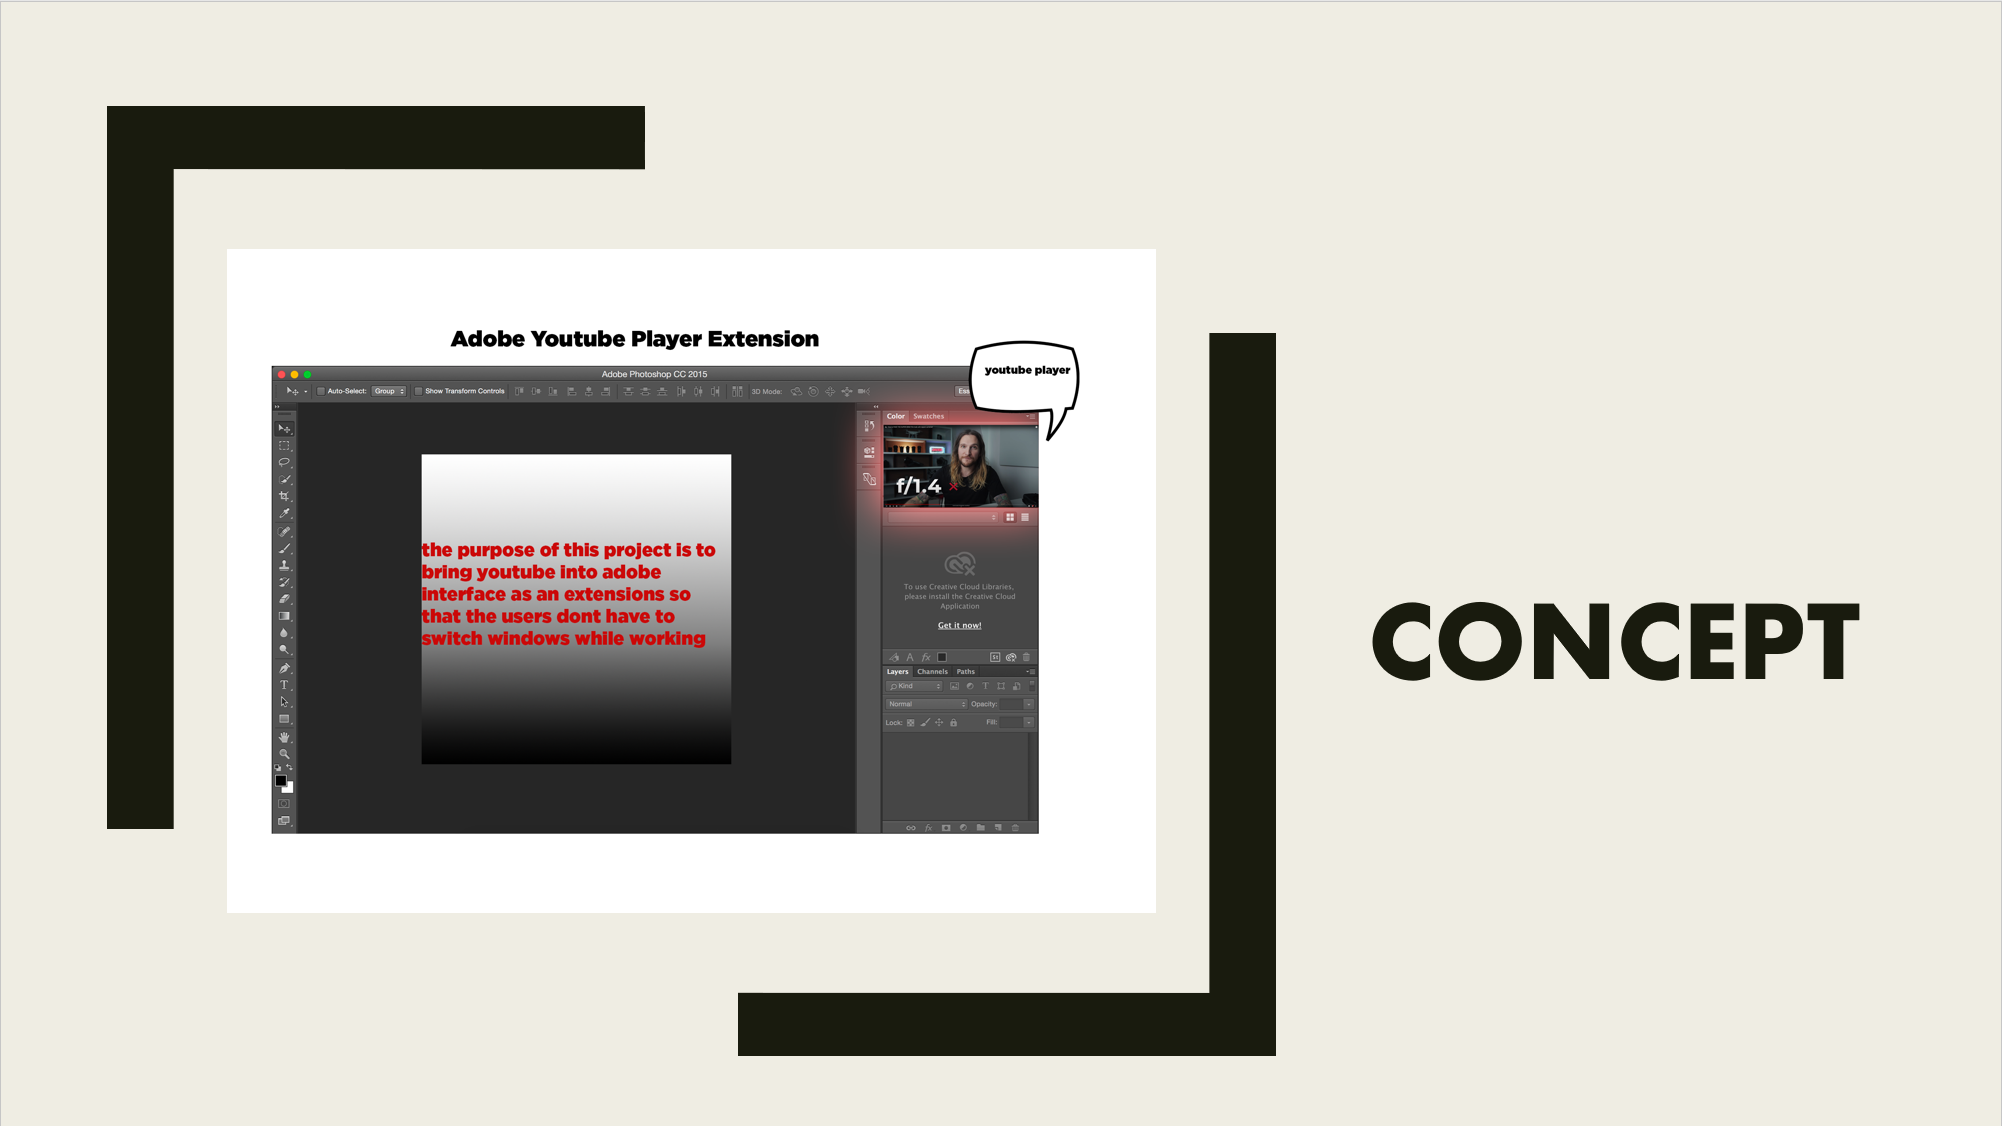 Adobe Youtube Player Extension
youtube player
Adobe Photoshop CC 2015
Auto-Select: Group
Show Transform Controls
3D Mode:
Color Swatches
f/1.4
the purpose of this project is to
bring youtube into adobe
interface as an extensions so
that the users dont have to
switch windows while working
To use Creative Cloud Libraries,
please install the Creative Cloud
Application
Get it now!
Layers Channels Paths
Kind
Normal Opacity:
Lock: Fill:
CONCEPT